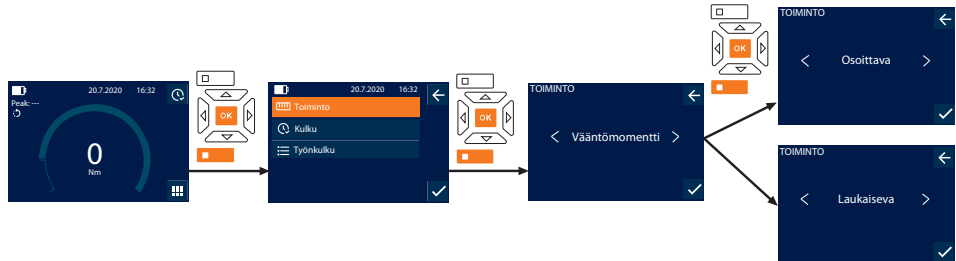 20.7.2020 16:32
Peak: ---
0
Nm
OK
20.7.2020 16:32
Toiminto
Kulku
Työnkulku
OK
TOIMINTO
Vääntömomentti
OK
TOIMINTO
Osoittava
TOIMINTO
Laukaiseva